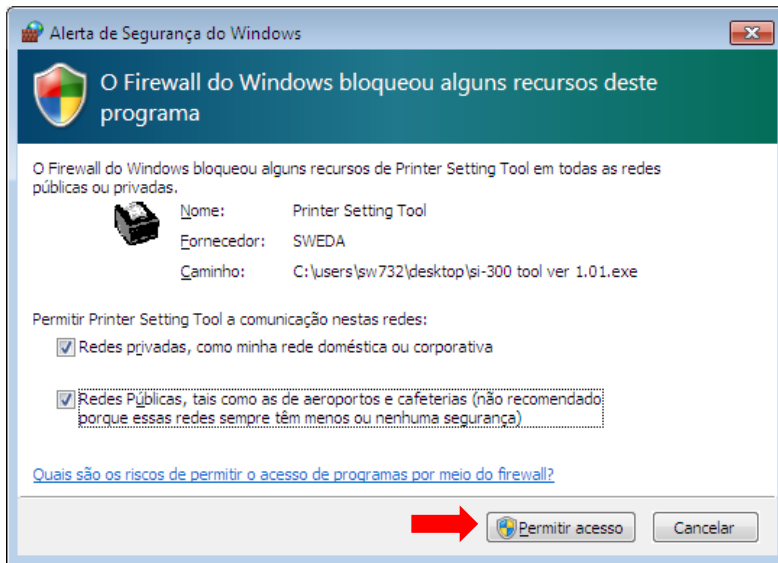 Alerta de Segurança do Windows
O Firewall do Windows bloqueou alguns recursos deste
programa
O Firewall do Windows bloqueou alguns recursos de Printer Setting Tool em todas as redes
públicas ou privadas.
Nome: Printer Setting Tool
Fornecedor: SWEDA
Caminho: C:\users\sw732\desktop\si-300 tool ver 1.01.exe
Permitir Printer Setting Tool a comunicação nestas redes:
Redes privadas, como minha rede doméstica ou corporativa
Redes Públicas, tais como as de aeroportos e cafeterias (não recomendado
porque essas redes sempre têm menos ou nenhuma segurança)
Quais são os riscos de permitir o acesso de programas por meio do firewall?
Permitir acesso Cancelar